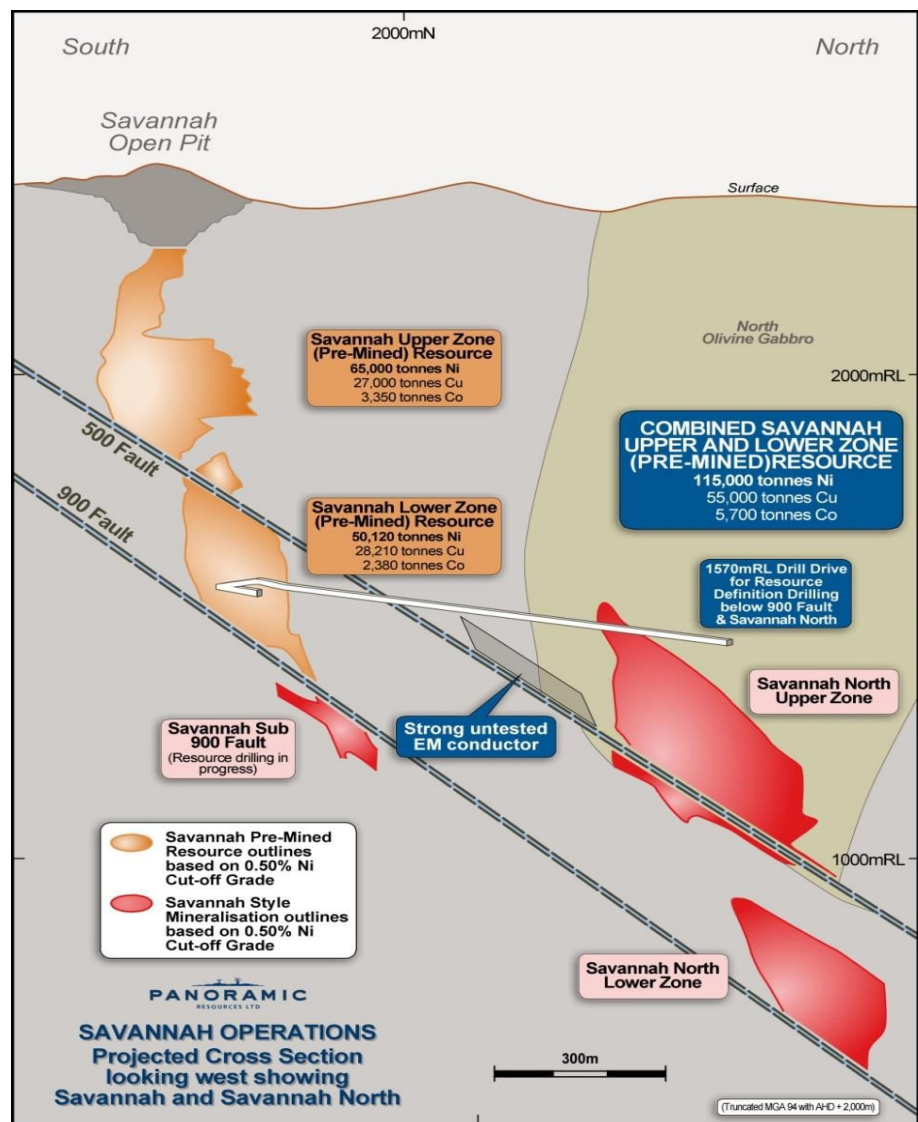 2000mN
South
North
Savannah
Open Pit
Surface
North
Olivine Gabbro
Savannah Upper Zone
(Pre-Mined) Resource
65,000 tonnes Ni
27,000 tonnes Cu
3,350 tonnes Co
2000mRL
COMBINED SAVANNAH
UPPER AND LOWER ZONE
(PRE-MINED)RESOURCE
115,000 tonnes Ni
55,000 tonnes Cu
5,700 tonnes Co
500 Fault
900 Fault
Savannah Lower Zone
(Pre-Mined) Resource
50,120 tonnes Ni
28,210 tonnes Cu
2,380 tonnes Co
1570mRL Drill Drive
for Resource
Definition Drilling
below 900 Fault
& Savannah North
Savannah North
Upper Zone
Savannah Sub
900 Fault
(Resource drilling in
progress)
Strong untested
EM conductor
Savannah Pre-Mined
Resource outlines
based on 0.50% Ni
Cut-off Grade
Savannah Style
Mineralisation outlines
based on 0.50% Ni
Cut-off Grade
1000mRL
Savannah North
Lower Zone
PANORAMIC
RESOURCES LTD
SAVANNAH OPERATIONS
Projected Cross Section
looking west showing
Savannah and Savannah North
300m
(Truncated MGA 94 with AHD + 2,000m)